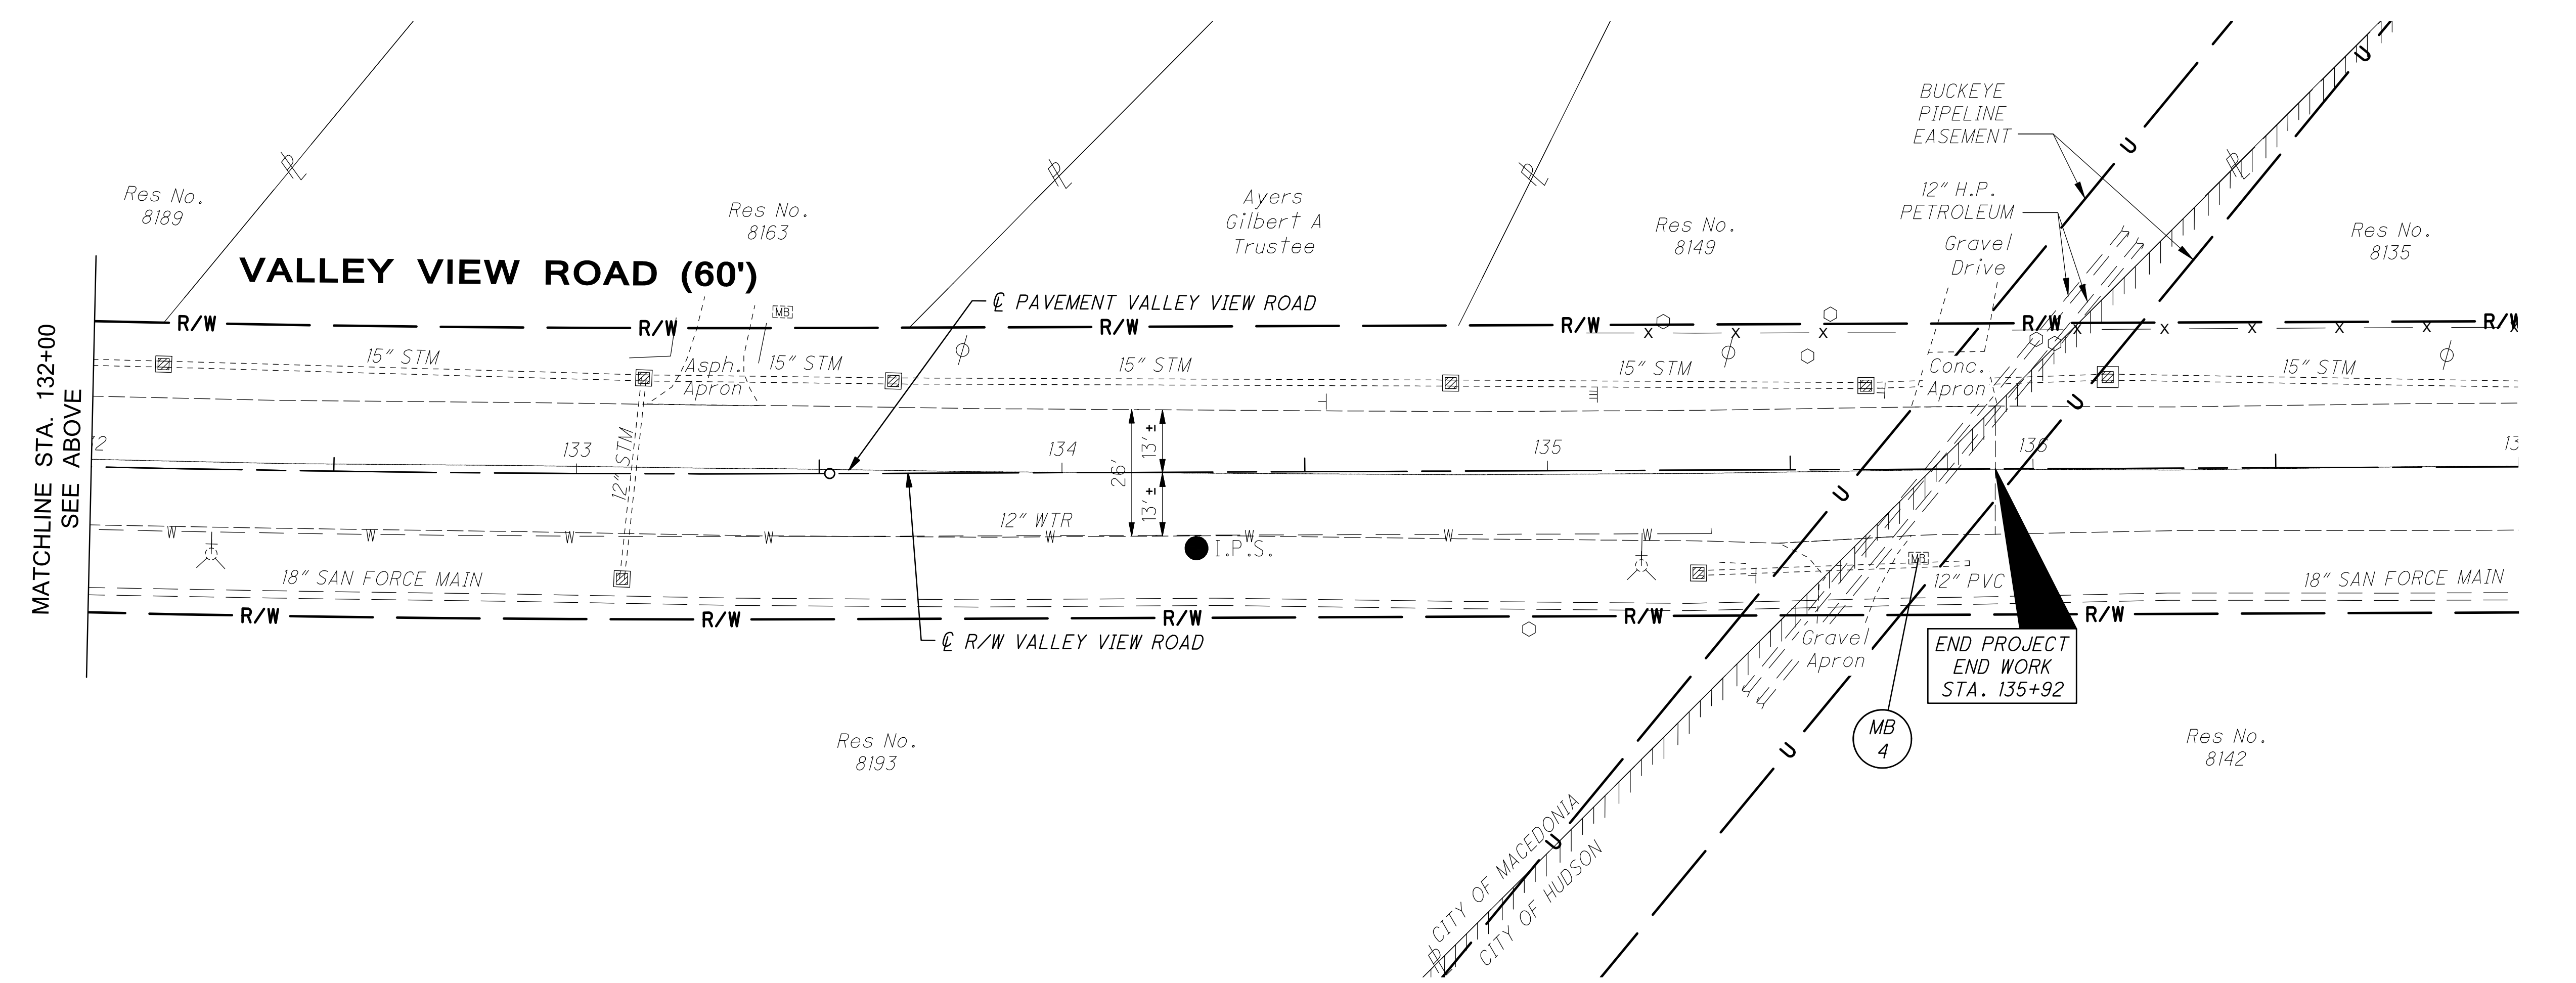 BUCKEYE
PIPELINE
EASEMENT
12" H.P.
PETROLEUM
Res No.
8189
Res No.
8163
Ayers
Gilbert A
Trustee
Res No.
8149
Gravel
Drive
Res No.
8135
VALLEY VIEW ROAD (60')
℄ PAVEMENT VALLEY VIEW ROAD
MATCHLINE STA. 132+00
SEE ABOVE
R/W
R/W
R/W
R/W
R/W
R/W
MB
15" STM
Asph.
Apron
15" STM
15" STM
15" STM
Conc.
Apron
15" STM
133
134
135
136
12" STM
26'
13'±
13'±
12" WTR
W
W
W
W
W
W
W
W
I.P.S.
X
X
X
X
X
X
X
X
U
U
U
U
U
U
18" SAN FORCE MAIN
MB
12" PVC
18" SAN FORCE MAIN
R/W
R/W
R/W
R/W
R/W
℄ R/W VALLEY VIEW ROAD
Gravel
Apron
END PROJECT
END WORK
STA. 135+92
MB
4
Res No.
8193
Res No.
8142
CITY OF MACEDONIA
CITY OF HUDSON